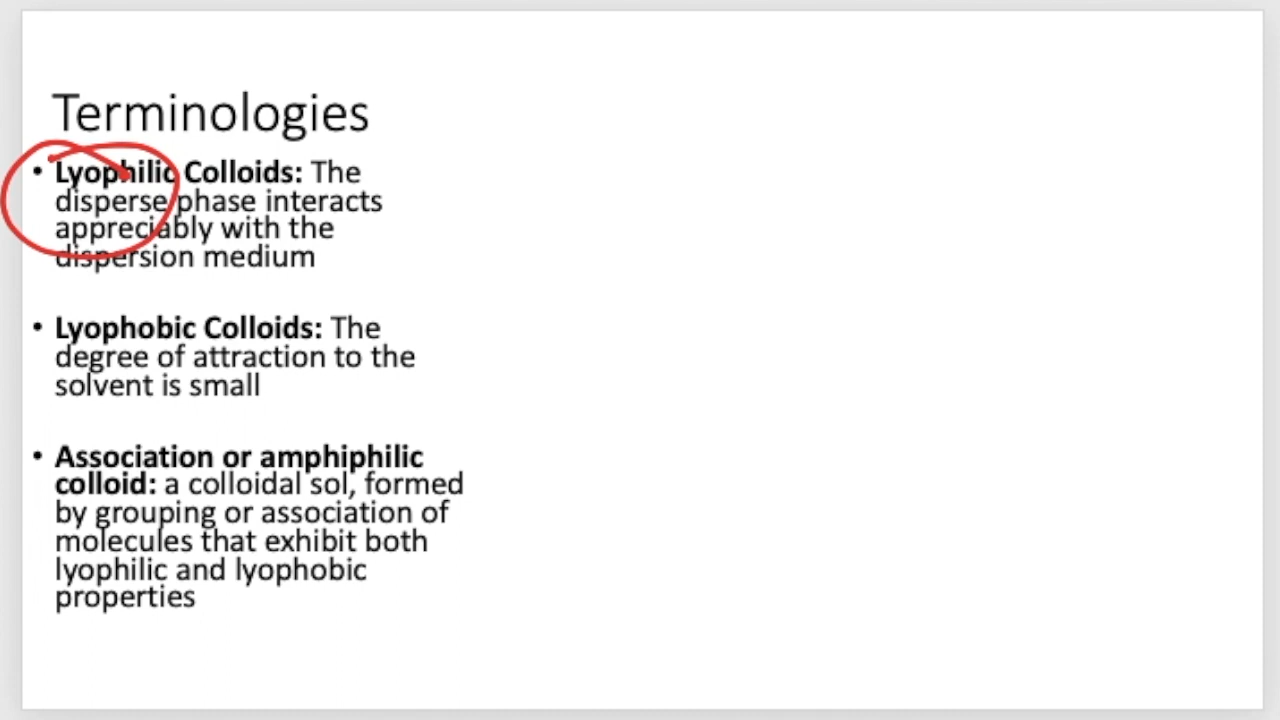 Terminologies
• Lyophilic Colloids: The
disperse phase interacts
appreciably with the
dispersion medium
• Lyophobic Colloids: The
degree of attraction to the
solvent is small
• Association or amphiphilic
colloid: a colloidal sol, formed
by grouping or association of
molecules that exhibit both
lyophilic and lyophobic
properties